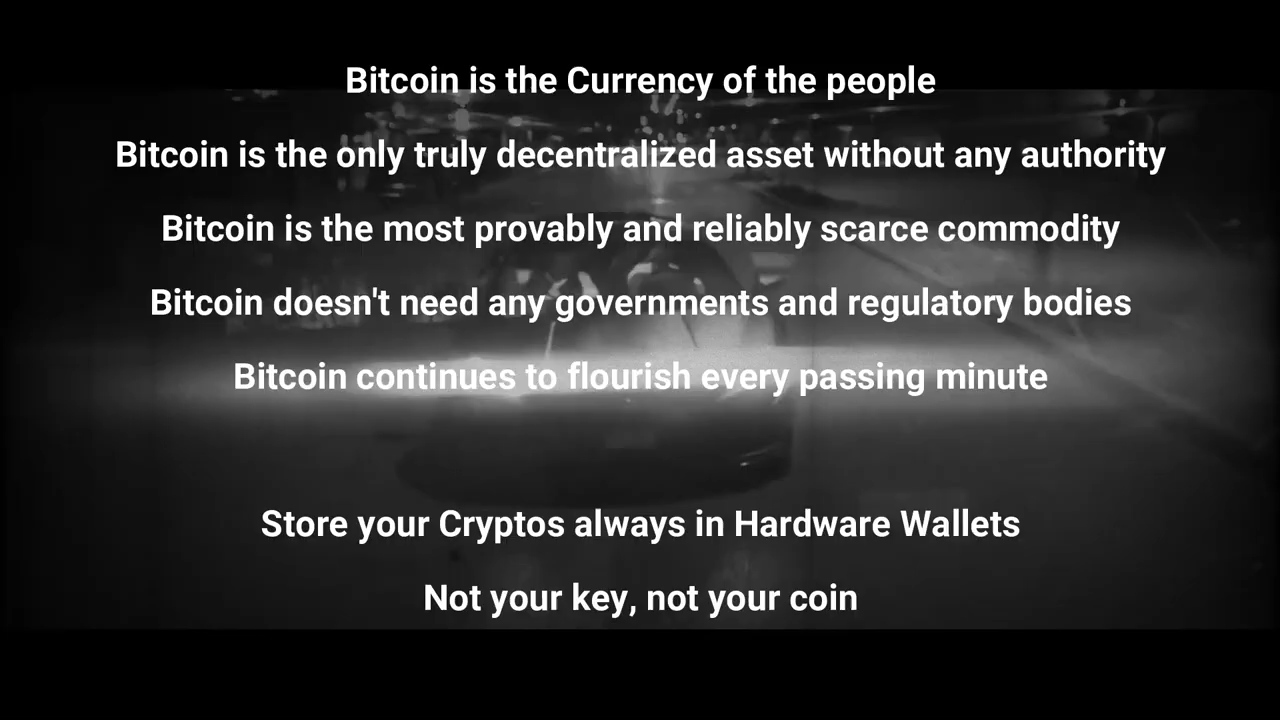 Bitcoin is the Currency of the people
Bitcoin is the only truly decentralized asset without any authority
Bitcoin is the most provably and reliably scarce commodity
Bitcoin doesn't need any governments and regulatory bodies
Bitcoin continues to flourish every passing minute
Store your Cryptos always in Hardware Wallets
Not your key, not your coin